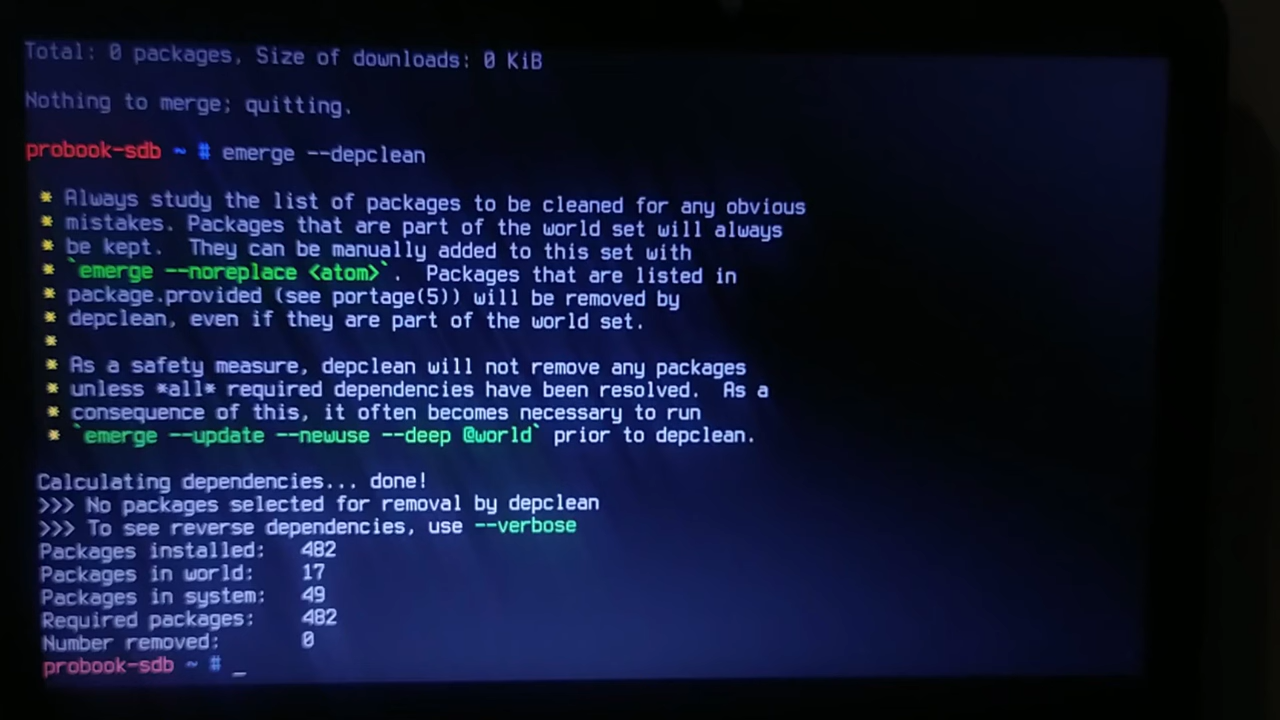 Total: 0 packages, Size of downloads: 0 KiB
Nothing to merge; quitting.
probook-sdb ~ # emerge --depclean
* Always study the list of packages to be cleaned for any obvious
* mistakes. Packages that are part of the world set will always
* be kept.  They can be manually added to this set with
* `emerge --noreplace <atom>`.  Packages that are listed in
* package.provided (see portage(5)) will be removed by
* depclean, even if they are part of the world set.
*
* As a safety measure, depclean will not remove any packages
* unless *all* required dependencies have been resolved.  As a
* consequence of this, it often becomes necessary to run
* `emerge --update --newuse --deep @world` prior to depclean.
Calculating dependencies... done!
>>> No packages selected for removal by depclean
>>> To see reverse dependencies, use --verbose
Packages installed:   482
Packages in world:    17
Packages in system:   49
Required packages:    482
Number removed:       0
probook-sdb ~ # _